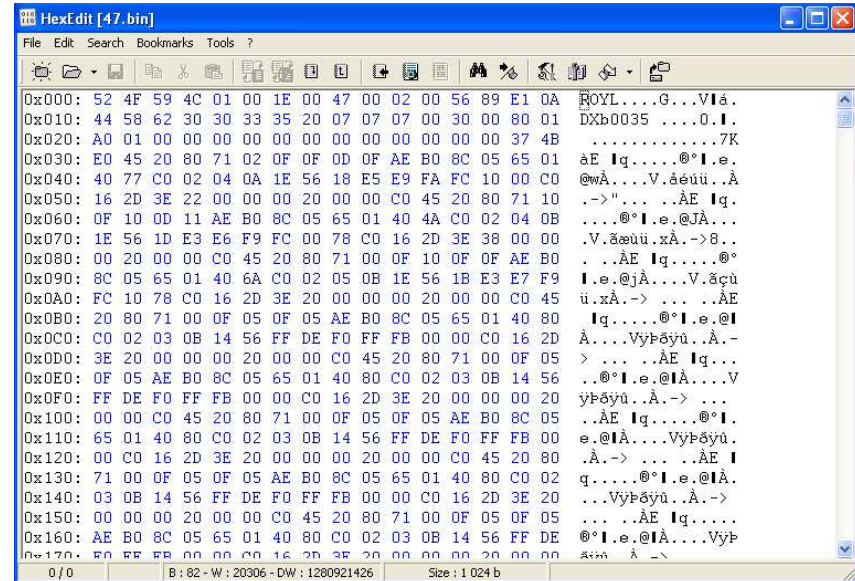 HexEdit [47.bin]
File Edit Search Bookmarks Tools ?
0x000: 52 4F 59 4C 01 00 1E 00 47 00 02 00 56 89 E1 0A ROYL....G...V❙á.
0x010: 44 58 62 30 30 33 35 20 07 07 07 00 30 00 80 01 DXb0035 ....0.❙.
0x020: A0 01 00 00 00 00 00 00 00 00 00 00 00 00 37 4B .............7K
0x030: E0 45 20 80 71 02 0F 0F 0D 0F AE B0 8C 05 65 01 àE ❙q.....®°❙.e.
0x040: 40 77 C0 02 04 0A 1E 56 18 E5 E9 FA FC 10 00 C0 @wÀ....V.åéúü..À
0x050: 16 2D 3E 22 00 00 00 20 00 00 C0 45 20 80 71 10 .->"... ..ÀE ❙q.
0x060: 0F 10 0D 11 AE B0 8C 05 65 01 40 4A C0 02 04 0B ....®°❙.e.@JÀ...
0x070: 1E 56 1D E3 E6 F9 FC 00 78 C0 16 2D 3E 38 00 00 .V.ãæùü.xÀ.->8..
0x080: 00 20 00 00 C0 45 20 80 71 00 0F 10 0F 0F AE B0 . ..ÀE ❙q.....®°
0x090: 8C 05 65 01 40 6A C0 02 05 0B 1E 56 1B E3 E7 F9 ❙.e.@jÀ....V.ãçù
0x0A0: FC 10 78 C0 16 2D 3E 20 00 00 00 20 00 00 C0 45 ü.xÀ.-> ... ..ÀE
0x0B0: 20 80 71 00 0F 05 0F 05 AE B0 8C 05 65 01 40 80 ❙q.....®°❙.e.@❙
0x0C0: C0 02 03 0B 14 56 FF DE F0 FF FB 00 00 C0 16 2D À....VÿÞðÿû..À.-
0x0D0: 3E 20 00 00 00 20 00 00 C0 45 20 80 71 00 0F 05 > ... ..ÀE ❙q...
0x0E0: 0F 05 AE B0 8C 05 65 01 40 80 C0 02 03 0B 14 56 ..®°❙.e.@❙À....V
0x0F0: FF DE F0 FF FB 00 00 C0 16 2D 3E 20 00 00 00 20 ÿÞðÿû..À.-> ...
0x100: 00 00 C0 45 20 80 71 00 0F 05 0F 05 AE B0 8C 05 ..ÀE ❙q.....®°❙.
0x110: 65 01 40 80 C0 02 03 0B 14 56 FF DE F0 FF FB 00 e.@❙À....VÿÞðÿû.
0x120: 00 C0 16 2D 3E 20 00 00 00 20 00 00 C0 45 20 80 .À.-> ... ..ÀE ❙
0x130: 71 00 0F 05 0F 05 AE B0 8C 05 65 01 40 80 C0 02 q.....®°❙.e.@❙À.
0x140: 03 0B 14 56 FF DE F0 FF FB 00 00 C0 16 2D 3E 20 ...VÿÞðÿû..À.->
0x150: 00 00 00 20 00 00 C0 45 20 80 71 00 0F 05 0F 05 ... ..ÀE ❙q.....
0x160: AE B0 8C 05 65 01 40 80 C0 02 03 0B 14 56 FF DE ®°❙.e.@❙À....VÿÞ
0x170: F0 FF FB 00 00 C0 16 2D 3E 20 00 00 00 20 00 00 ðÿû..À.-> ... ..
0 / 0 B : 82 - W : 20306 - DW : 1280921426 Size : 1 024 b